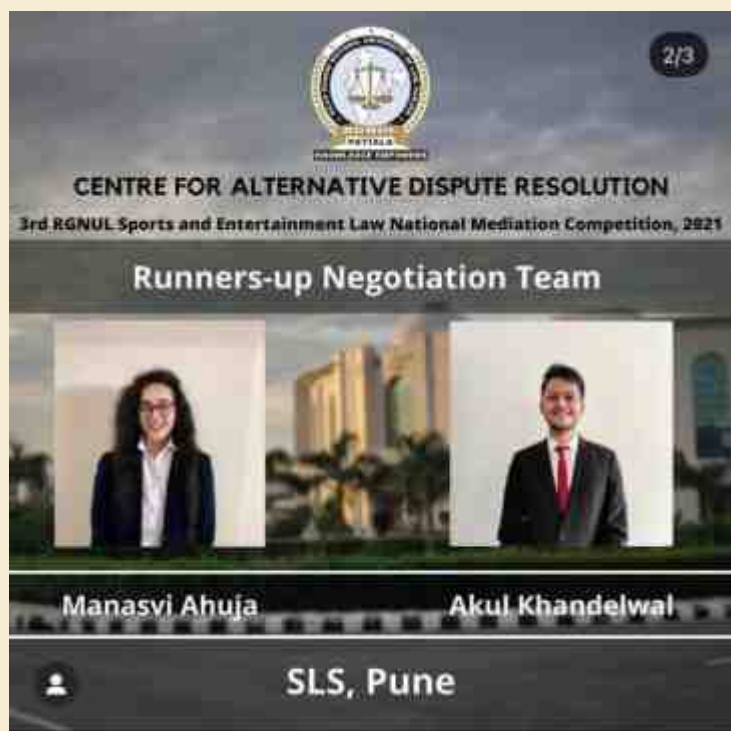 2/3
PATIALA
CENTRE FOR ALTERNATIVE DISPUTE RESOLUTION
3rd RGNUL Sports and Entertainment Law National Mediation Competition, 2021
Runners-up Negotiation Team
Manasvi Ahuja
Akul Khandelwal
SLS, Pune